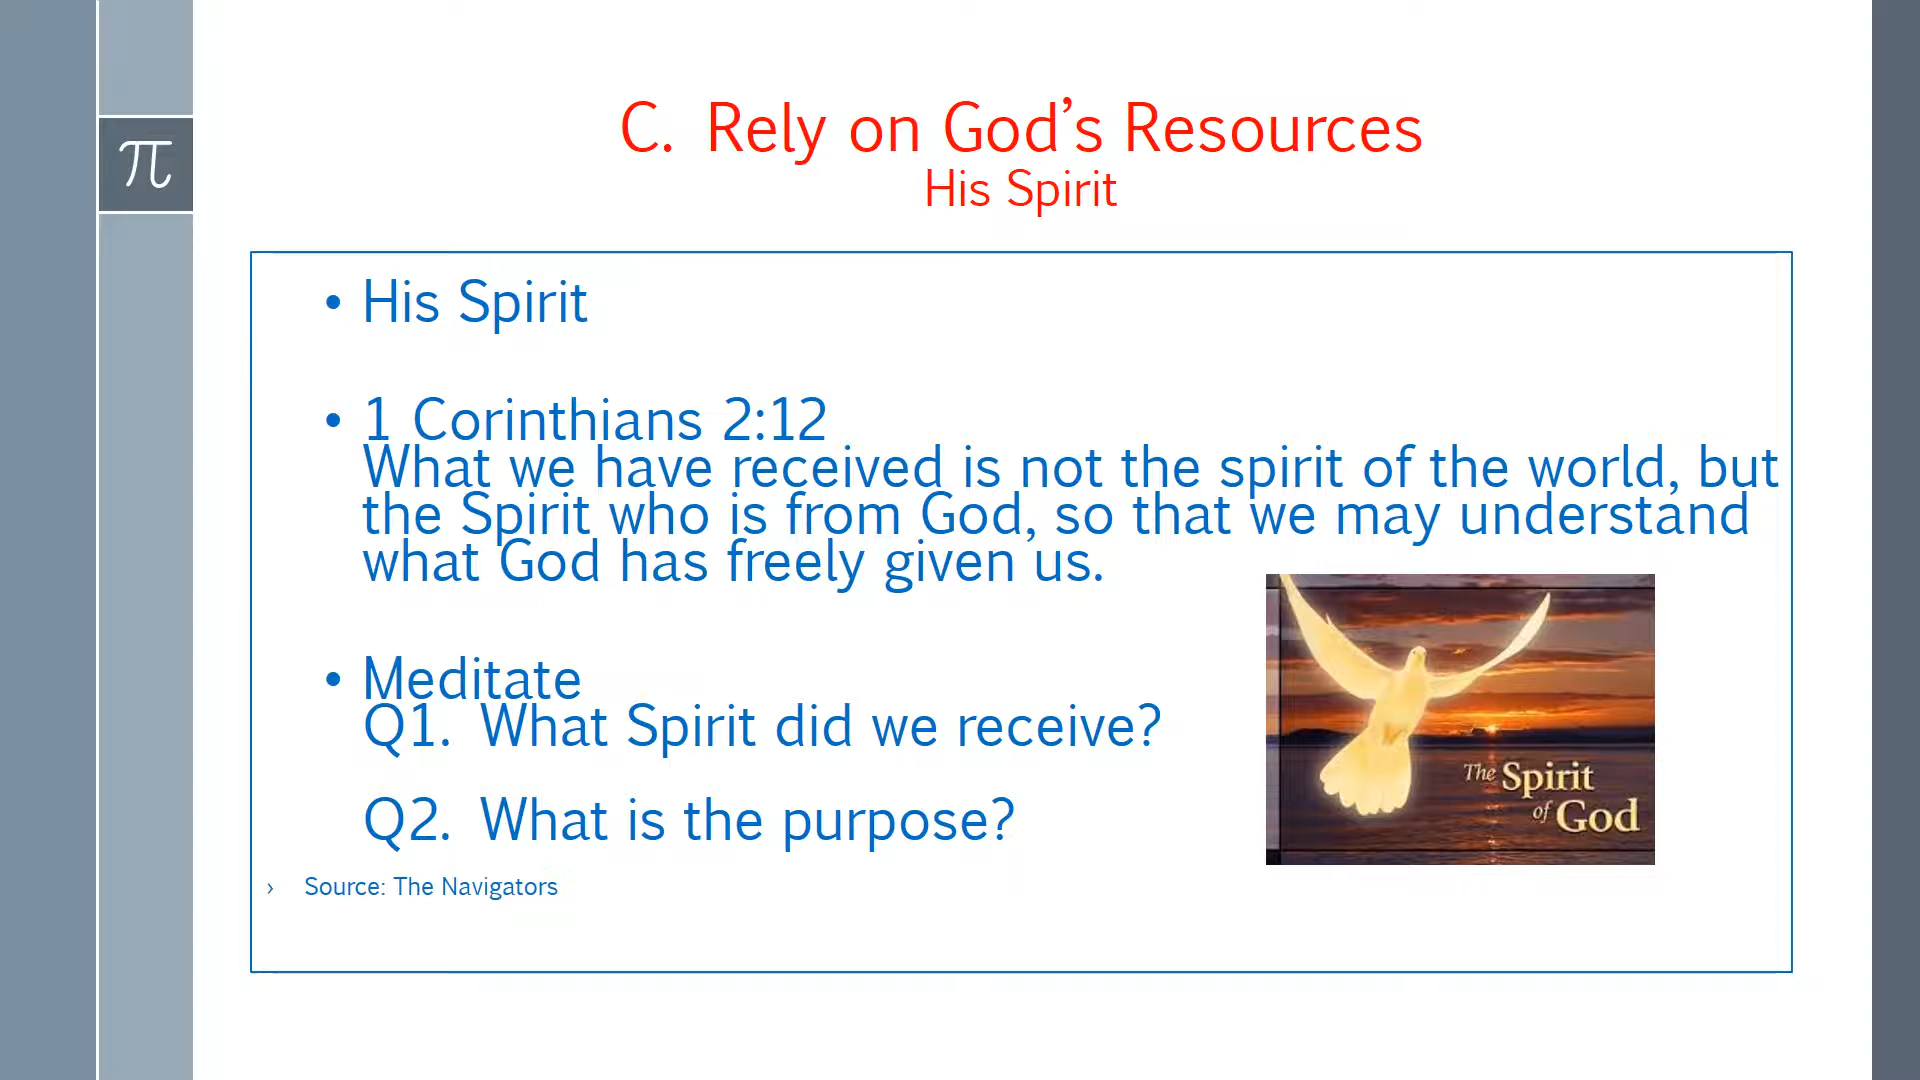 π
C. Rely on God’s Resources
His Spirit
• His Spirit
• 1 Corinthians 2:12
What we have received is not the spirit of the world, but
the Spirit who is from God, so that we may understand
what God has freely given us.
• Meditate
Q1. What Spirit did we receive?
Q2. What is the purpose?
› Source: The Navigators
The Spirit
of God